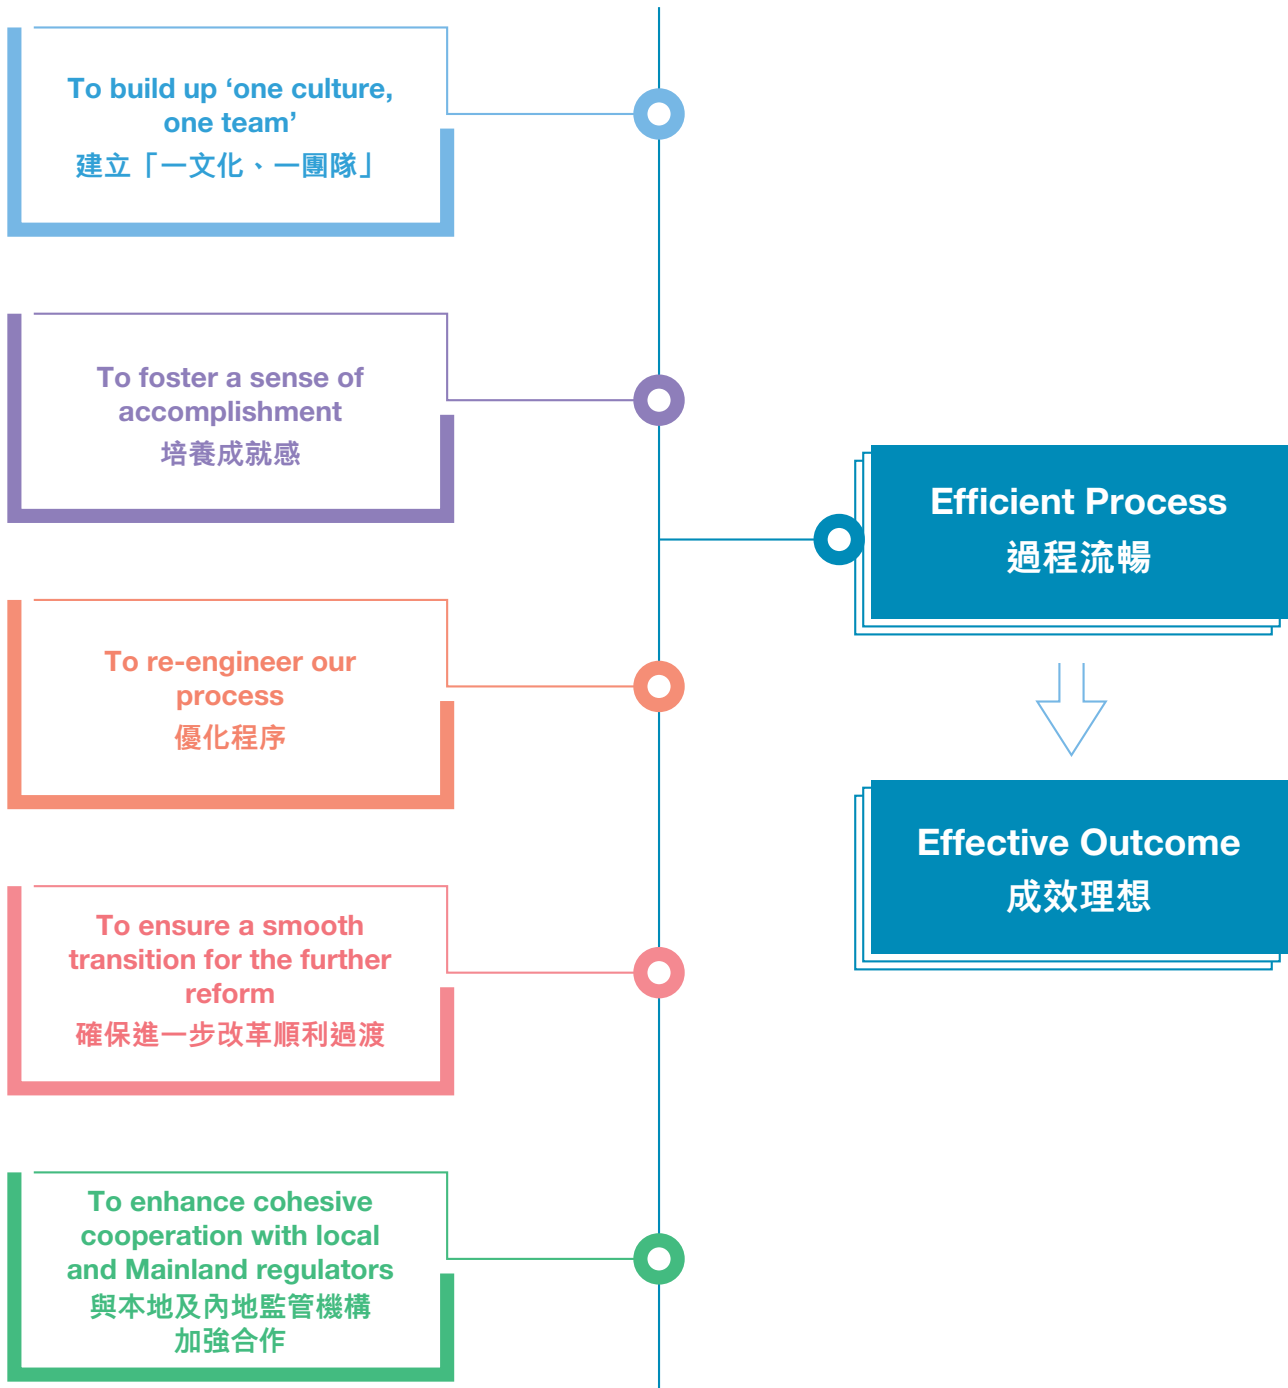 To build up ‘one culture,
one team’
建立「一文化、一團隊」
To foster a sense of
accomplishment
培養成就感
To re-engineer our
process
優化程序
To ensure a smooth
transition for the further
reform
確保進一步改革順利過渡
To enhance cohesive
cooperation with local
and Mainland regulators
與本地及內地監管機構
加強合作
Efficient Process
過程流暢
Effective Outcome
成效理想